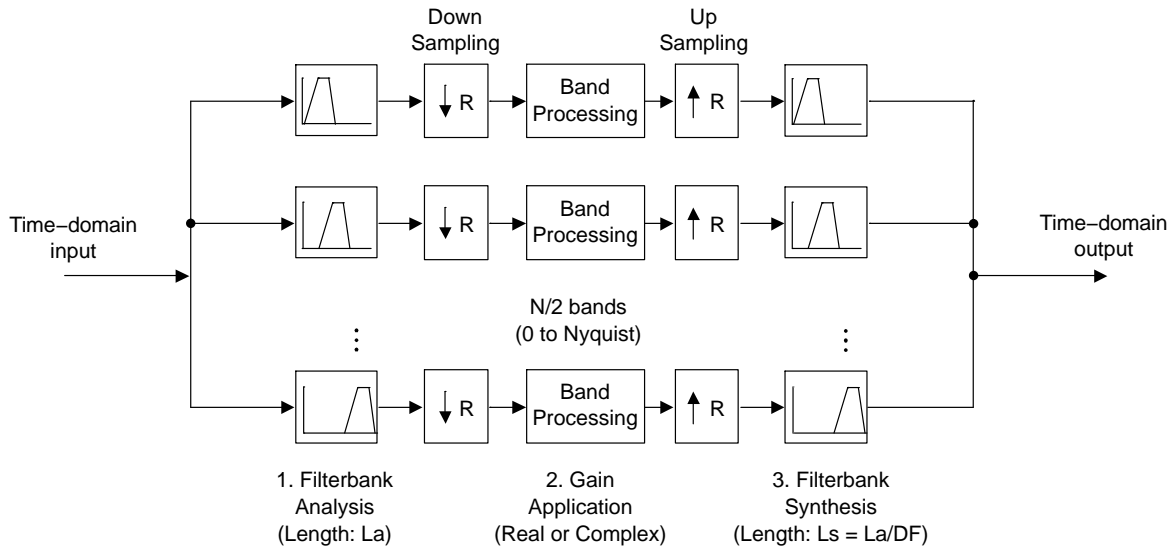 Down
Sampling
Up
Sampling
R
Band
Processing
R
R
Band
Processing
R
Time−domain
input
Time−domain
output
N/2 bands
(0 to Nyquist)
R
Band
Processing
R
1. Filterbank
Analysis
(Length: La)
2. Gain
Application
(Real or Complex)
3. Filterbank
Synthesis
(Length: Ls = La/DF)